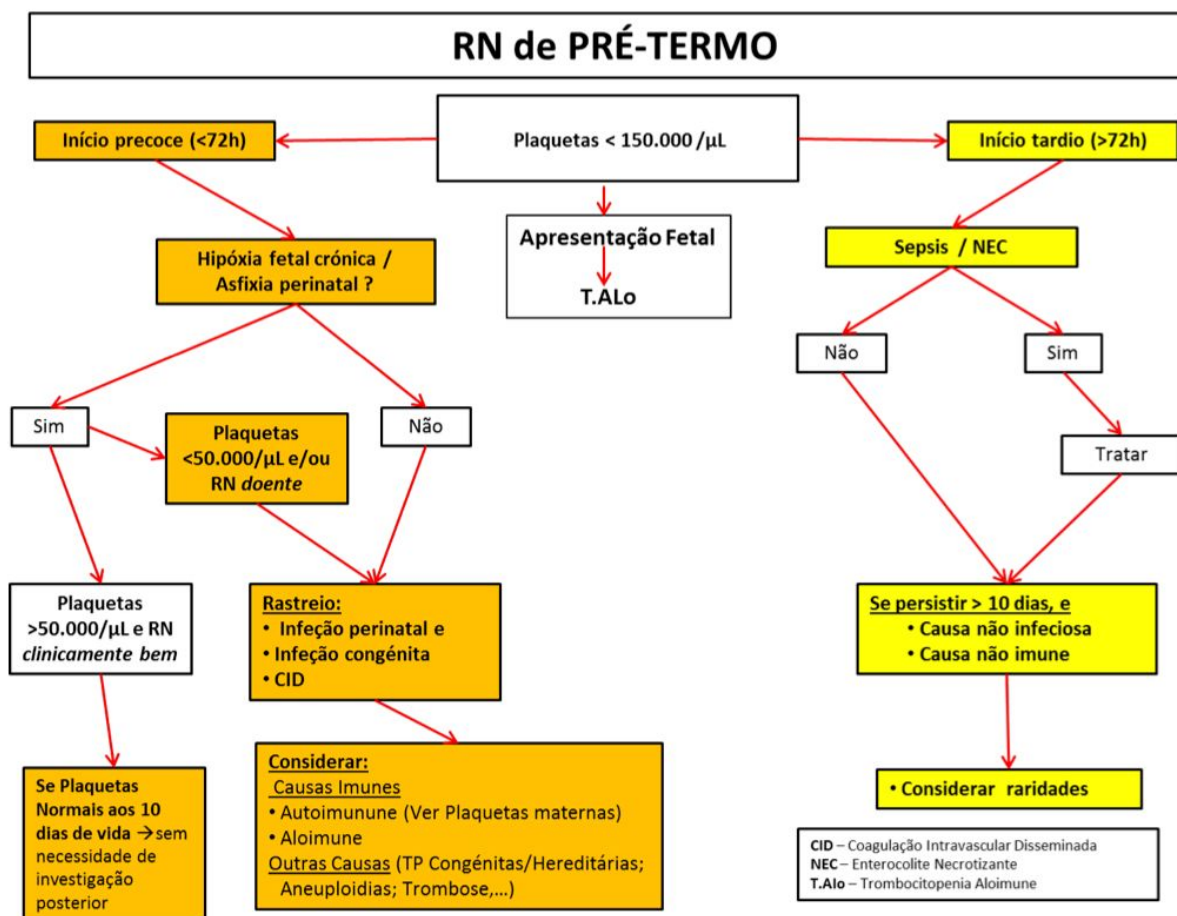 RN de PRÉ-TERMO
Início precoce (<72h)
Plaquetas < 150.000 /µL
Início tardio (>72h)
Apresentação Fetal
T.ALo
Hipóxia fetal crónica /
Asfixia perinatal ?
Sepsis / NEC
Não
Sim
Sim
Plaquetas
<50.000/µL e/ou
RN doente
Não
Tratar
Plaquetas
>50.000/µL e RN
clinicamente bem
Rastreio:
• Infeção perinatal e
• Infeção congénita
• CID
Se persistir > 10 dias, e
• Causa não infeciosa
• Causa não imune
Se Plaquetas
Normais aos 10
dias de vida →sem
necessidade de
investigação
posterior
Considerar:
Causas Imunes
• Autoimunune (Ver Plaquetas maternas)
• Aloimune
Outras Causas (TP Congénitas/Hereditárias;
Aneuploidias; Trombose,...)
• Considerar raridades
CID – Coagulação Intravascular Disseminada
NEC – Enterocolite Necrotizante
T.Alo – Trombocitopenia Aloimune